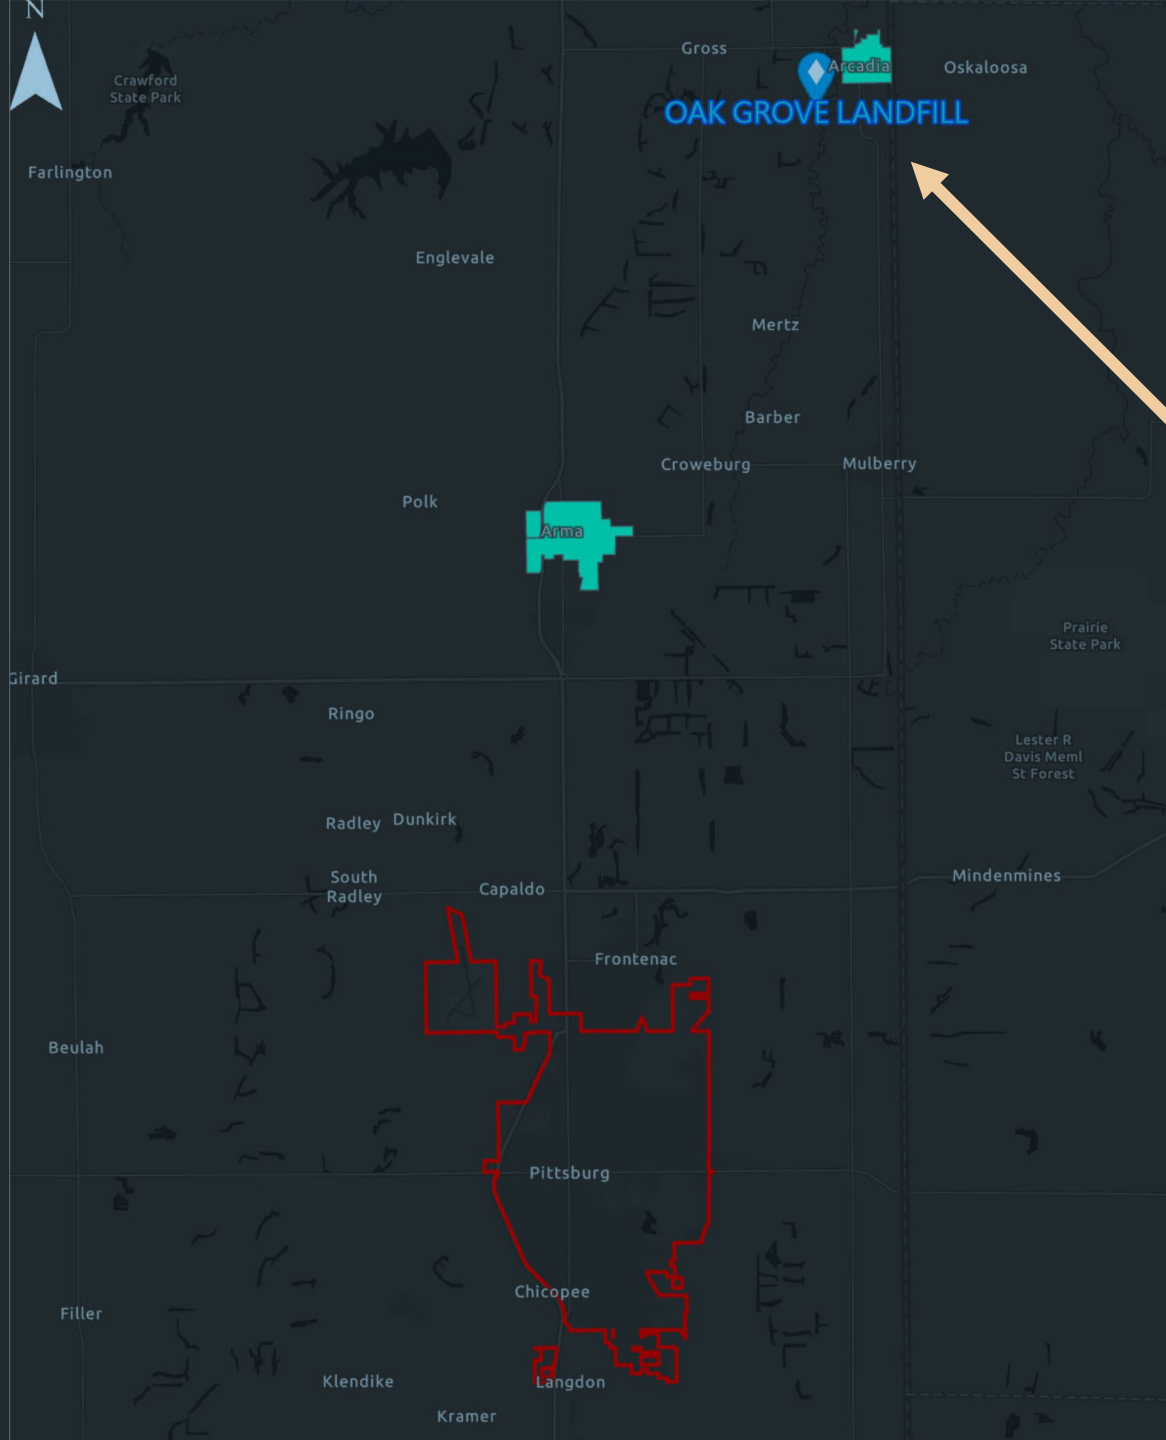 N
Gross
Arcadia
Oskaloosa
Crawford
State Park
OAK GROVE LANDFILL
Farlington
Englevale
Mertz
Barber
Croweburg
Mulberry
Polk
Arma
Prairie
State Park
Girard
Ringo
Lester R
Davis Meml
St Forest
Radley
Dunkirk
South
Radley
Capaldo
Mindenmines
Frontenac
Beulah
Pittsburg
Chicopee
Filler
Klendike
Langdon
Kramer